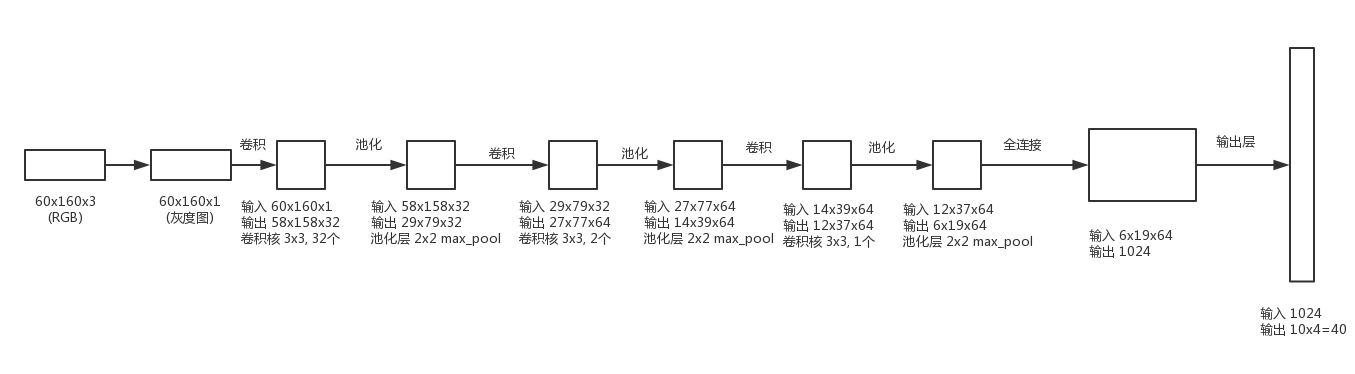 60x160x3
(RGB)
60x160x1
(灰度图)
卷积
输入 60x160x1
输出 58x158x32
卷积核 3x3, 32个
池化
输入 58x158x32
输出 29x79x32
池化层 2x2 max_pool
卷积
输入 29x79x32
输出 27x77x64
卷积核 3x3, 2个
池化
输入 27x77x64
输出 14x39x64
池化层 2x2 max_pool
卷积
输入 14x39x64
输出 12x37x64
卷积核 3x3, 1个
池化
输入 12x37x64
输出 6x19x64
池化层 2x2 max_pool
全连接
输入 6x19x64
输出 1024
输出层
输入 1024
输出 10x4=40